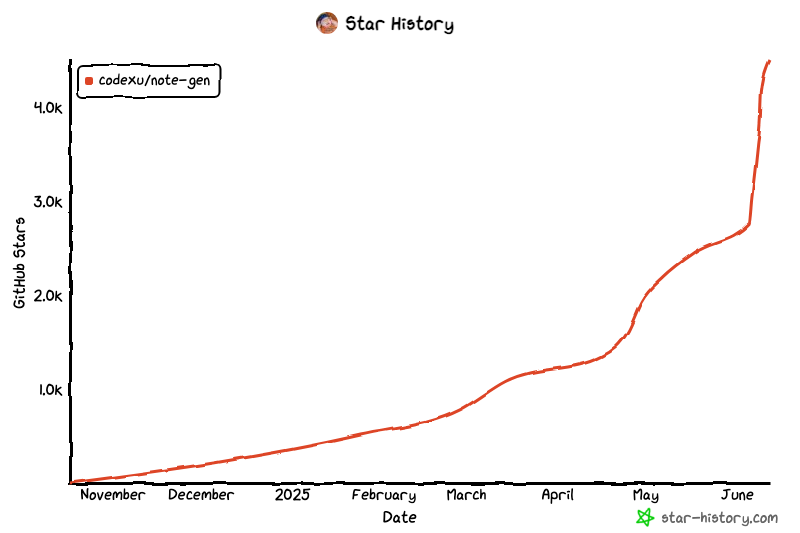 Star History
codexu/note-gen
4.0k
3.0k
2.0k
1.0k
GitHub Stars
November December 2025 February March April May June
Date
star-history.com